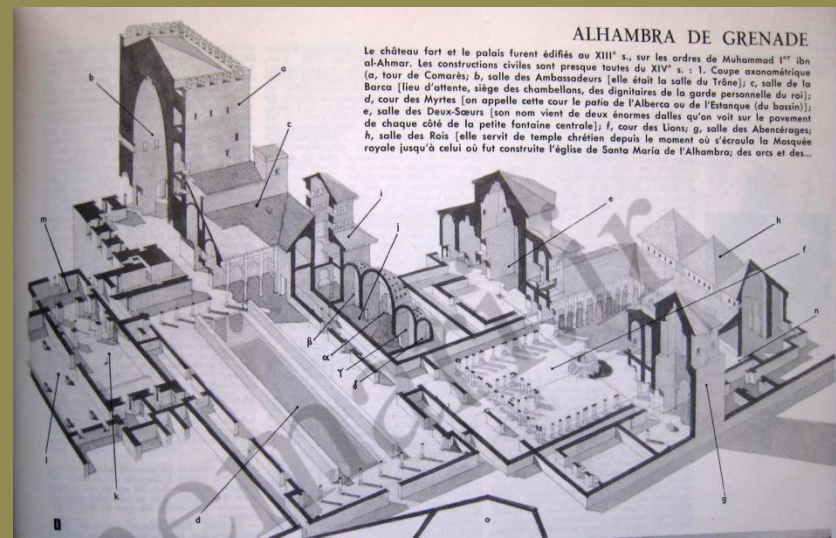 ALHAMBRA DE GRENADE
Le château fort et le palais furent édifiés au XIIIe s., sur les ordres de Muhammad Ier ibn
al-Ahmar. Les constructions civiles sont presque toutes du XIVe s. : 1. Coupe axonométrique
(a, tour de Comarès; b, salle des Ambassadeurs [elle était la salle du Trône]; c, salle de la
Barca [lieu d'attente, siège des chambellans, des dignitaires de la garde personnelle du roi];
d, cour des Myrtes [on appelle cette cour le patio de l'Alberca ou de l'Estanque (du bassin)];
e, salle des Deux-Sœurs [son nom vient de deux énormes dalles qu'on voit sur le pavement
de chaque côté de la petite fontaine centrale]; f, cour des Lions; g, salle des Abencérages;
h, salle des Rois [elle servit de temple chrétien depuis le moment où s'écroula la Mosquée
royale jusqu'à celui où fut construite l'église de Santa María de l'Alhambra; des arcs et des...
b
a
c
i
j
e
h
f
m
n
β
α
γ
δ
l
k
d
g
o
1